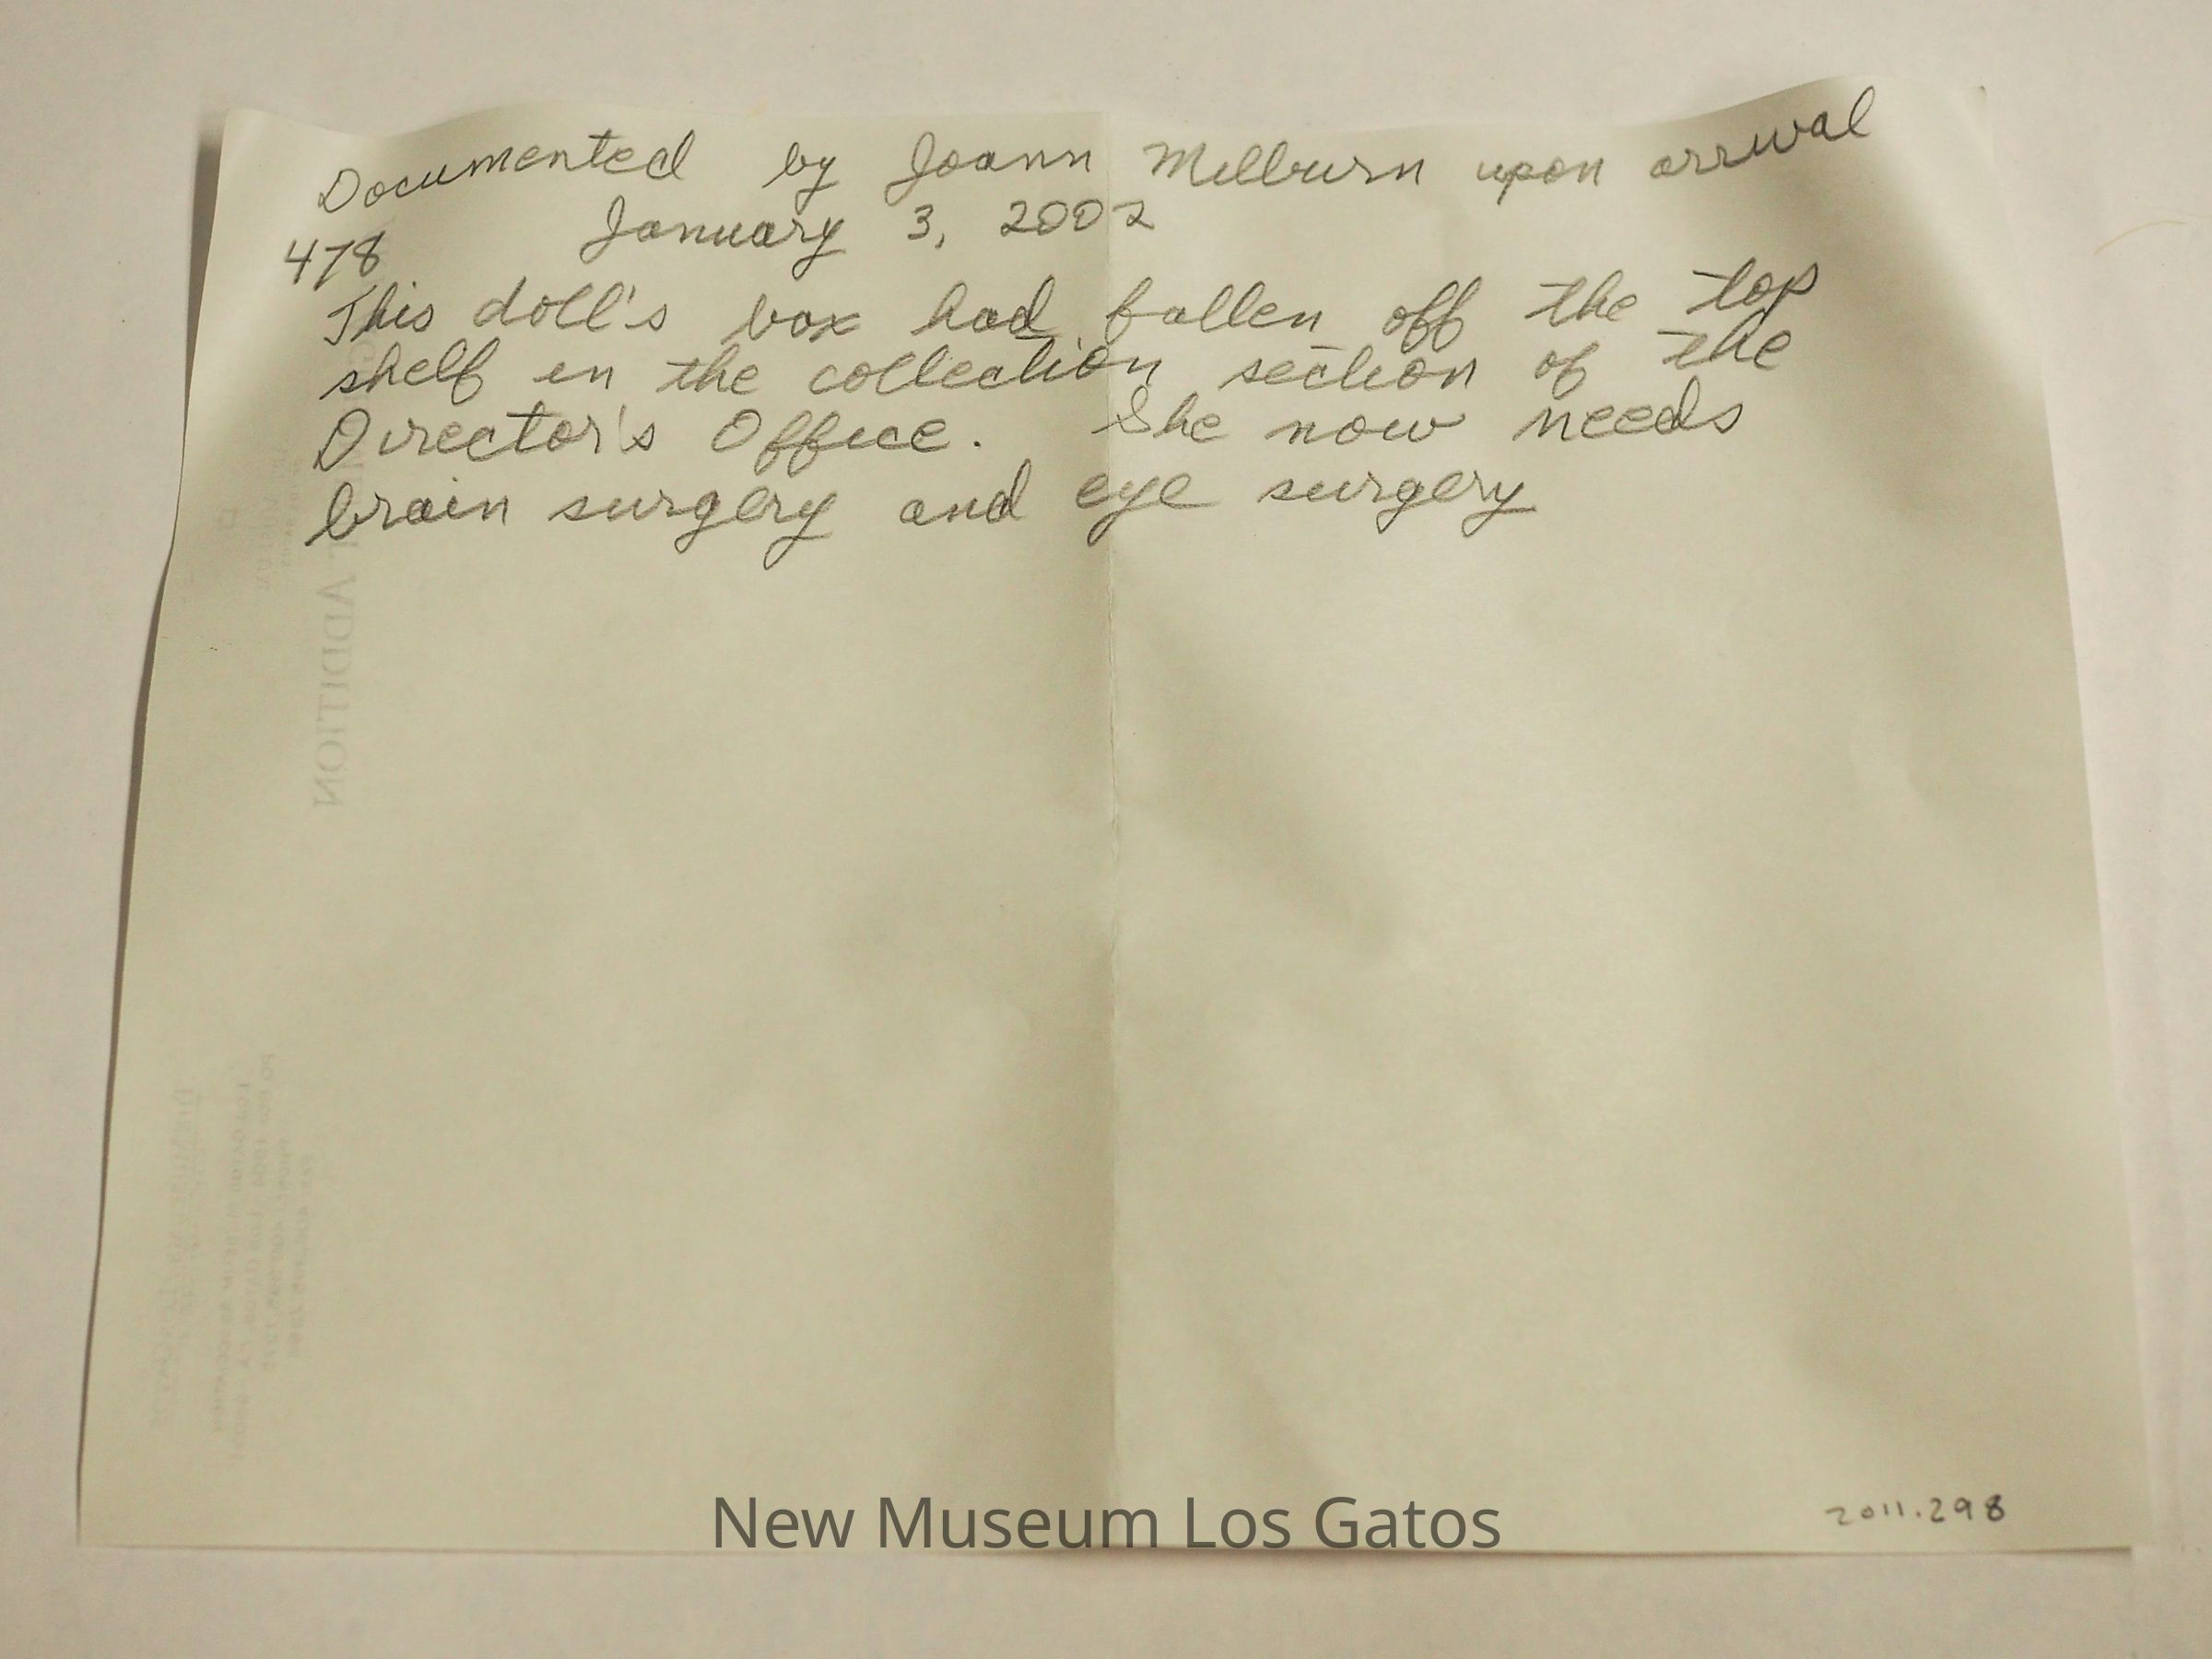 Documented by Joann Milburn upon arrival
January 3, 2002
478
This doll's box had fallen off the top
shelf in the collection section of the
Director's Office. She now needs
brain surgery and eye surgery
ADDITION
New Museum Los Gatos
2011.298